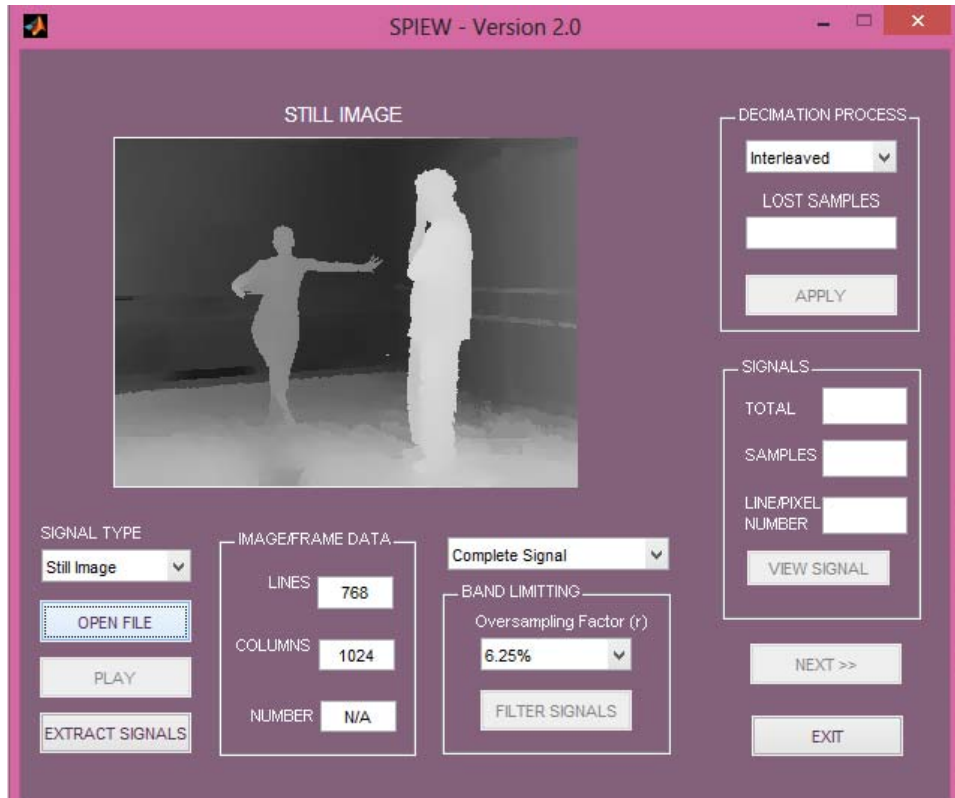 SPIEW - Version 2.0
STILL IMAGE
DECIMATION PROCESS
Interleaved
LOST SAMPLES
APPLY
SIGNALS
TOTAL
SAMPLES
LINE/PIXEL
NUMBER
VIEW SIGNAL
SIGNAL TYPE
Still Image
OPEN FILE
PLAY
EXTRACT SIGNALS
IMAGE/FRAME DATA
LINES 768
COLUMNS 1024
NUMBER N/A
Complete Signal
BAND LIMITTING
Oversampling Factor (r)
6.25%
FILTER SIGNALS
NEXT >>
EXIT